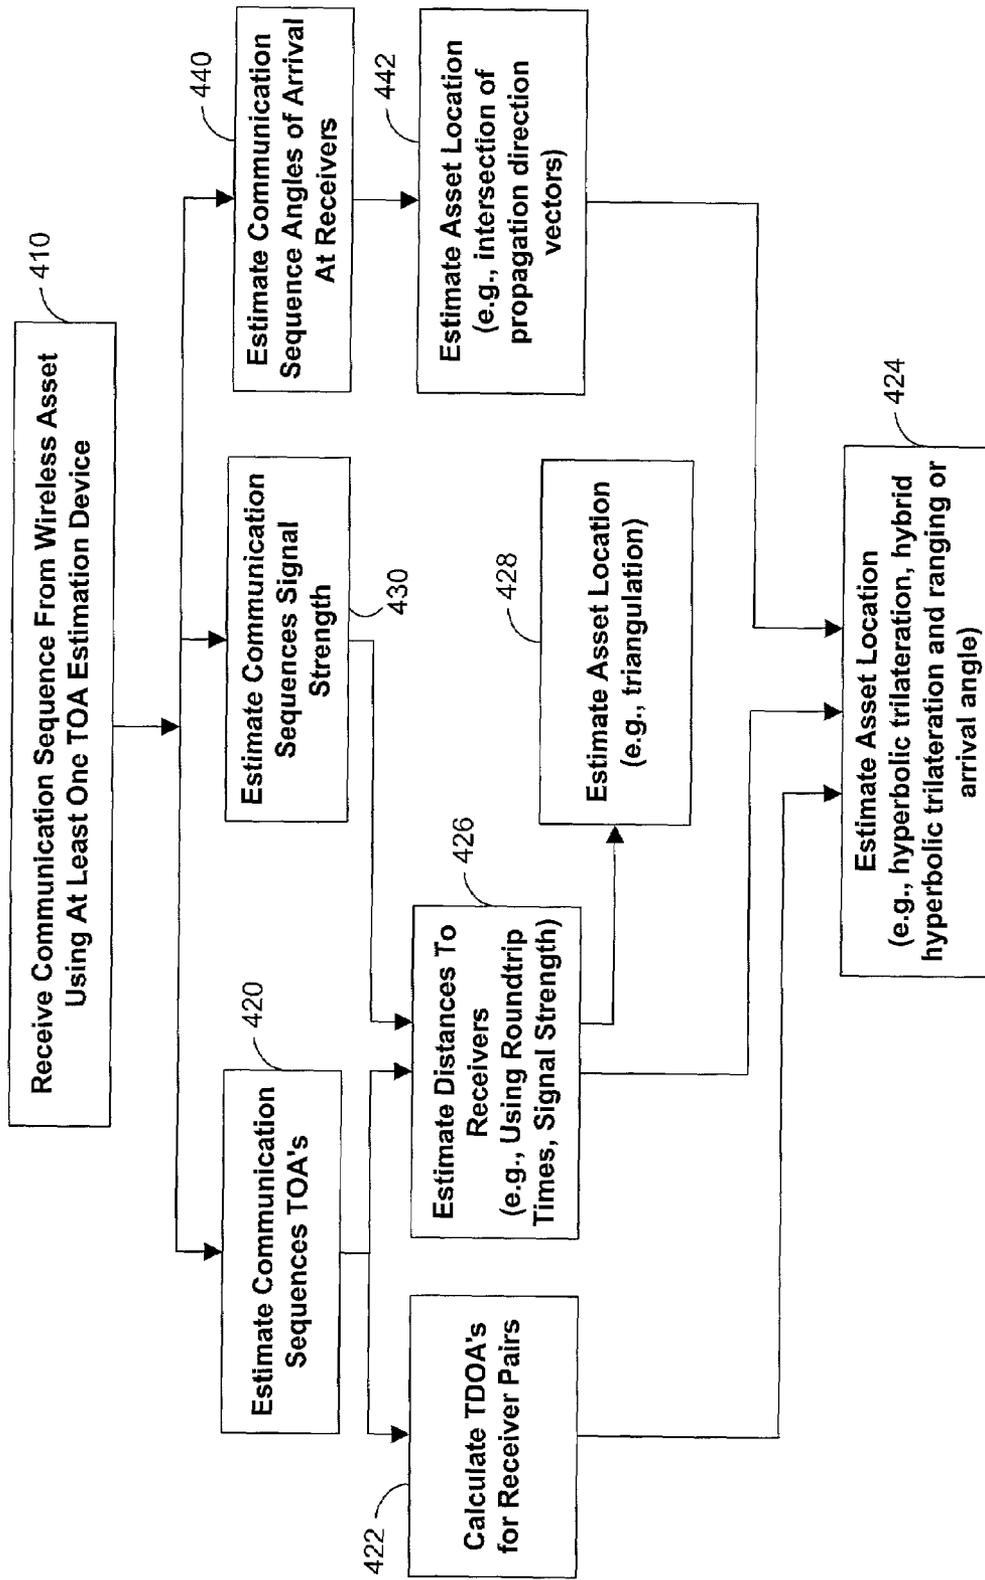 410
Receive Communication Sequence From Wireless Asset
Using At Least One TOA Estimation Device
420
Estimate Communication
Sequences TOA's
Estimate Communication
Sequences Signal
Strength
430
440
Estimate Communication
Sequence Angles of Arrival
At Receivers
422
Calculate TDOA's
for Receiver Pairs
426
Estimate Distances To
Receivers
(e.g., Using Roundtrip
Times, Signal Strength)
442
Estimate Asset Location
(e.g., intersection of
propagation direction
vectors)
428
Estimate Asset Location
(e.g., triangulation)
424
Estimate Asset Location
(e.g., hyperbolic trilateration, hybrid
hyperbolic trilateration and ranging or
arrival angle)